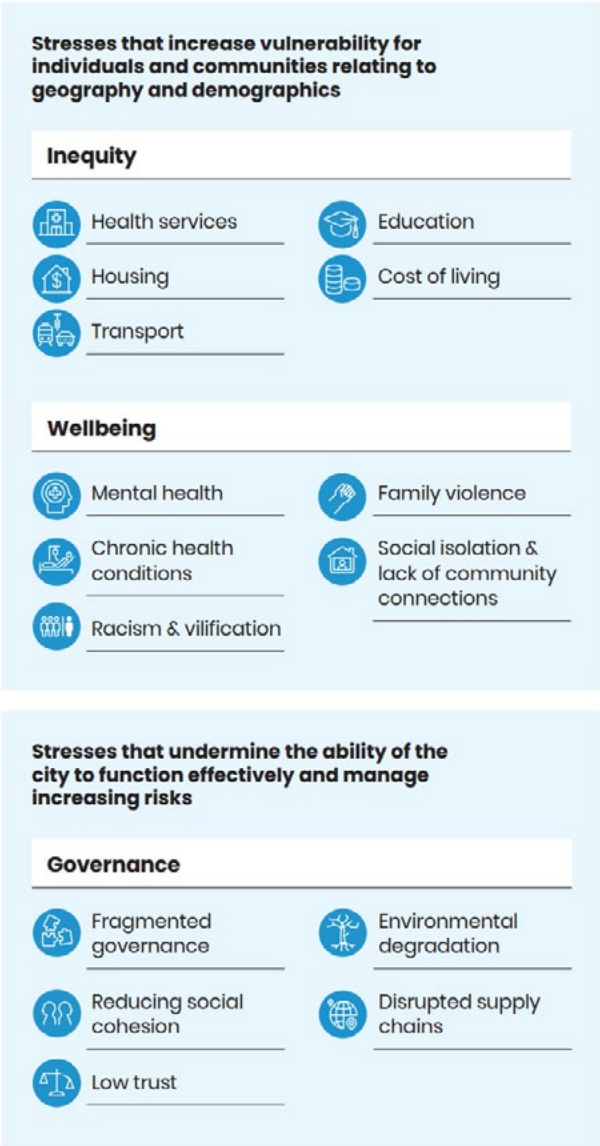 Stresses that increase vulnerability for
individuals and communities relating to
geography and demographics
Inequity
Health services
Education
Housing
Cost of living
Transport
Wellbeing
Mental health
Family violence
Chronic health
conditions
Social isolation &
lack of community
connections
Racism & vilification
Stresses that undermine the ability of the
city to function effectively and manage
increasing risks
Governance
Fragmented
governance
Environmental
degradation
Reducing social
cohesion
Disrupted supply
chains
Low trust